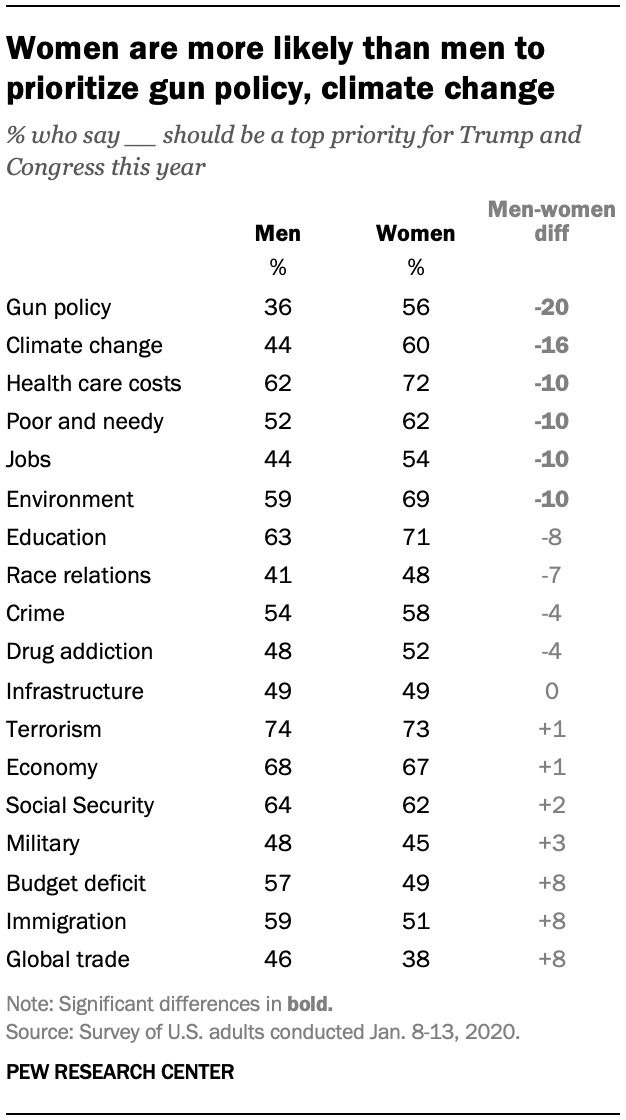 Women are more likely than men to
prioritize gun policy, climate change
% who say __ should be a top priority for Trump and
Congress this year
Men-women
Men Women diff
% %
Gun policy 36 56 -20
Climate change 44 60 -16
Health care costs 62 72 -10
Poor and needy 52 62 -10
Jobs 44 54 -10
Environment 59 69 -10
Education 63 71 -8
Race relations 41 48 -7
Crime 54 58 -4
Drug addiction 48 52 -4
Infrastructure 49 49 0
Terrorism 74 73 +1
Economy 68 67 +1
Social Security 64 62 +2
Military 48 45 +3
Budget deficit 57 49 +8
Immigration 59 51 +8
Global trade 46 38 +8
Note: Significant differences in bold.
Source: Survey of U.S. adults conducted Jan. 8-13, 2020.
PEW RESEARCH CENTER